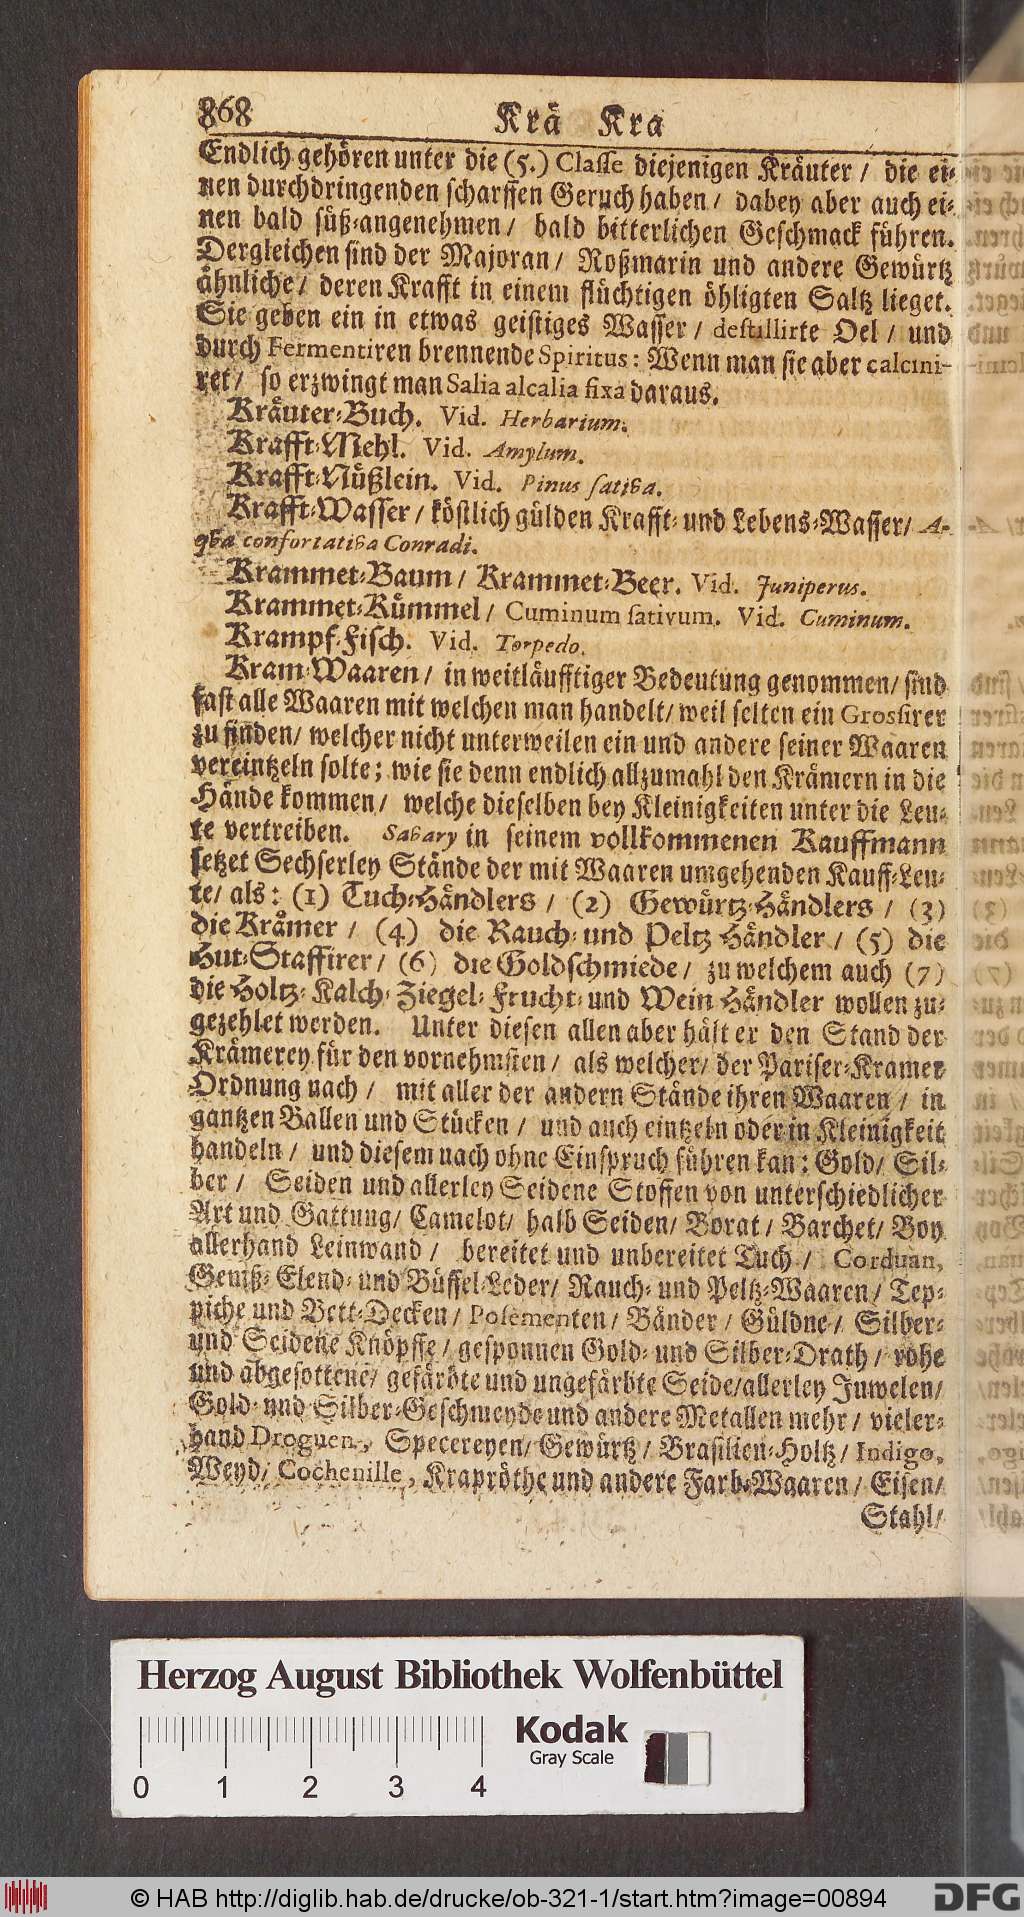 868 Krä Kra
Endlich gehören unter die (5.) Classe diejenigen Kräuter / die ei-
nen durchdringenden scharffen Geruch haben / dabey aber auch ei-
nen bald süß-angenehmen / bald bitterlichen Geschmack führen.
Dergleichen sind der Majoran / Roßmarin und andere Gewürtz
ähnliche / deren Krafft in einem flüchtigen öhligten Saltz lieget.
Sie geben ein in etwas geistiges Wasser / destillirte Oel / und
durch Fermentiren brennende Spiritus: Wenn man sie aber calcini-
ret / so erzwingt man Salia alcalia fixa daraus.
Kräuter-Buch. Vid. Herbarium.
Krafft-Mehl. Vid. Amylum.
Krafft-Nüßlein. Vid. Pinus sativa.
Krafft-Wasser / köstlich gülden Krafft- und Lebens-Wasser / A-
qva confortativa Conradi.
Krammet-Baum / Krammet-Beer. Vid. Juniperus.
Krammet-Kümmel / Cuminum sativum. Vid. Cuminum.
Krampf-Fisch. Vid. Torpedo.
Kram-Waaren / in weitläufftiger Bedeutung genommen / sind
fast alle Waaren mit welchen man handelt / weil selten ein Grossirer
zu finden / welcher nicht unterweilen ein und andere seiner Waaren
vereintzeln solte; wie sie denn endlich allzumahl den Krämern in die
Hände kommen / welche dieselben bey Kleinigkeiten unter die Leu-
te vertreiben. Savary in seinem vollkommenen Kauffmann
setzet Sechserley Stände der mit Waaren umgehenden Kauff-Leu-
te / als: (1) Tuch-Händlers / (2) Gewürtz-Händlers / (3)
die Krämer / (4) die Rauch- und Peltz Händler / (5) die
Hut-Staffirer / (6) die Goldschmiede / zu welchem auch (7)
die Holtz- Kalch- Ziegel- Frucht- und Wein Händler wollen zu-
gezehlet werden. Unter diesen allen aber hält er den Stand der
Krämerey für den vornehmsten / als welcher / der Pariser-Kramer
Ordnung nach / mit aller der andern Stände ihren Waaren / in
gantzen Ballen und Stücken / und auch eintzeln oder in Kleinigkeit
handeln / und diesem nach ohne Einspruch führen kan: Gold / Sil-
ber / Seiden und allerley Seidene Stoffen von unterschiedlicher
Art und Gattung / Camelot / halb Seiden / Borat / Barchet / Boy
allerhand Leinwand / bereitet und unbereitet Tuch / Corduan,
Gemß- Elend- und Büffel-Leder / Rauch- und Peltz-Waaren / Tep-
piche und Bett-Decken / Posementen / Bänder / Güldne / Silber-
und Seidene Knöpffe / gesponnen Gold- und Silber-Drath / rohe
und abgesottene / gefärbte und ungefärbte Seide / allerley Juwelen /
Gold- und Silber-Geschmeyde und andere Metallen mehr / vieler-
hand Droguen, Specereyen / Gewürtz / Brasilien-Holtz / Indigo,
Weyd / Cochenille, Krapröthe und andere Farb-Waaren / Eisen /
Stahl /
Herzog August Bibliothek Wolfenbüttel
Kodak
Gray Scale
0 1 2 3 4
© HAB http://diglib.hab.de/drucke/ob-321-1/start.htm?image=00894
DFG